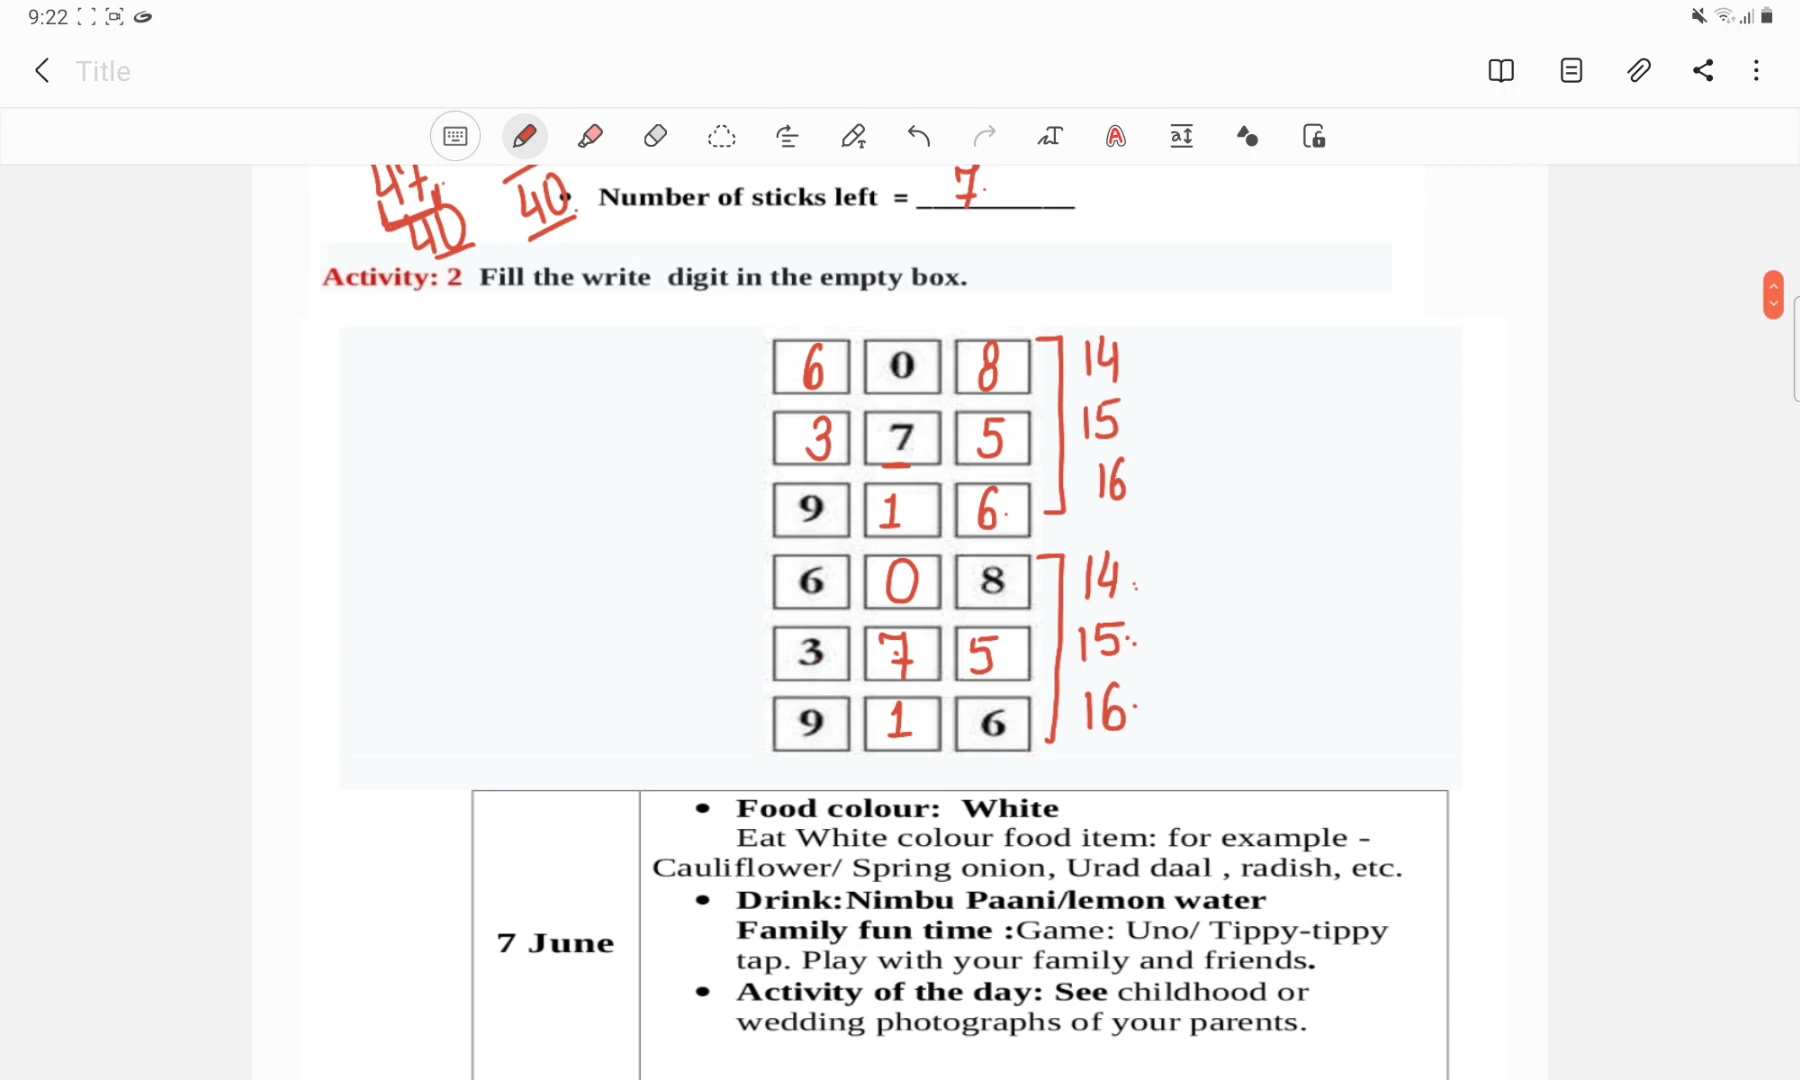 9:22
Title
47
40
40. Number of sticks left = 7.
Activity: 2 Fill the write digit in the empty box.
6 0 8 14
3 7 5 15
9 1 6. 16
6 0 8 14.
3 7 5 15.
9 1 6 16.
• Food colour: White
Eat White colour food item: for example -
Cauliflower/ Spring onion, Urad daal , radish, etc.
• Drink:Nimbu Paani/lemon water
Family fun time :Game: Uno/ Tippy-tippy
7 June
tap. Play with your family and friends.
• Activity of the day: See childhood or
wedding photographs of your parents.